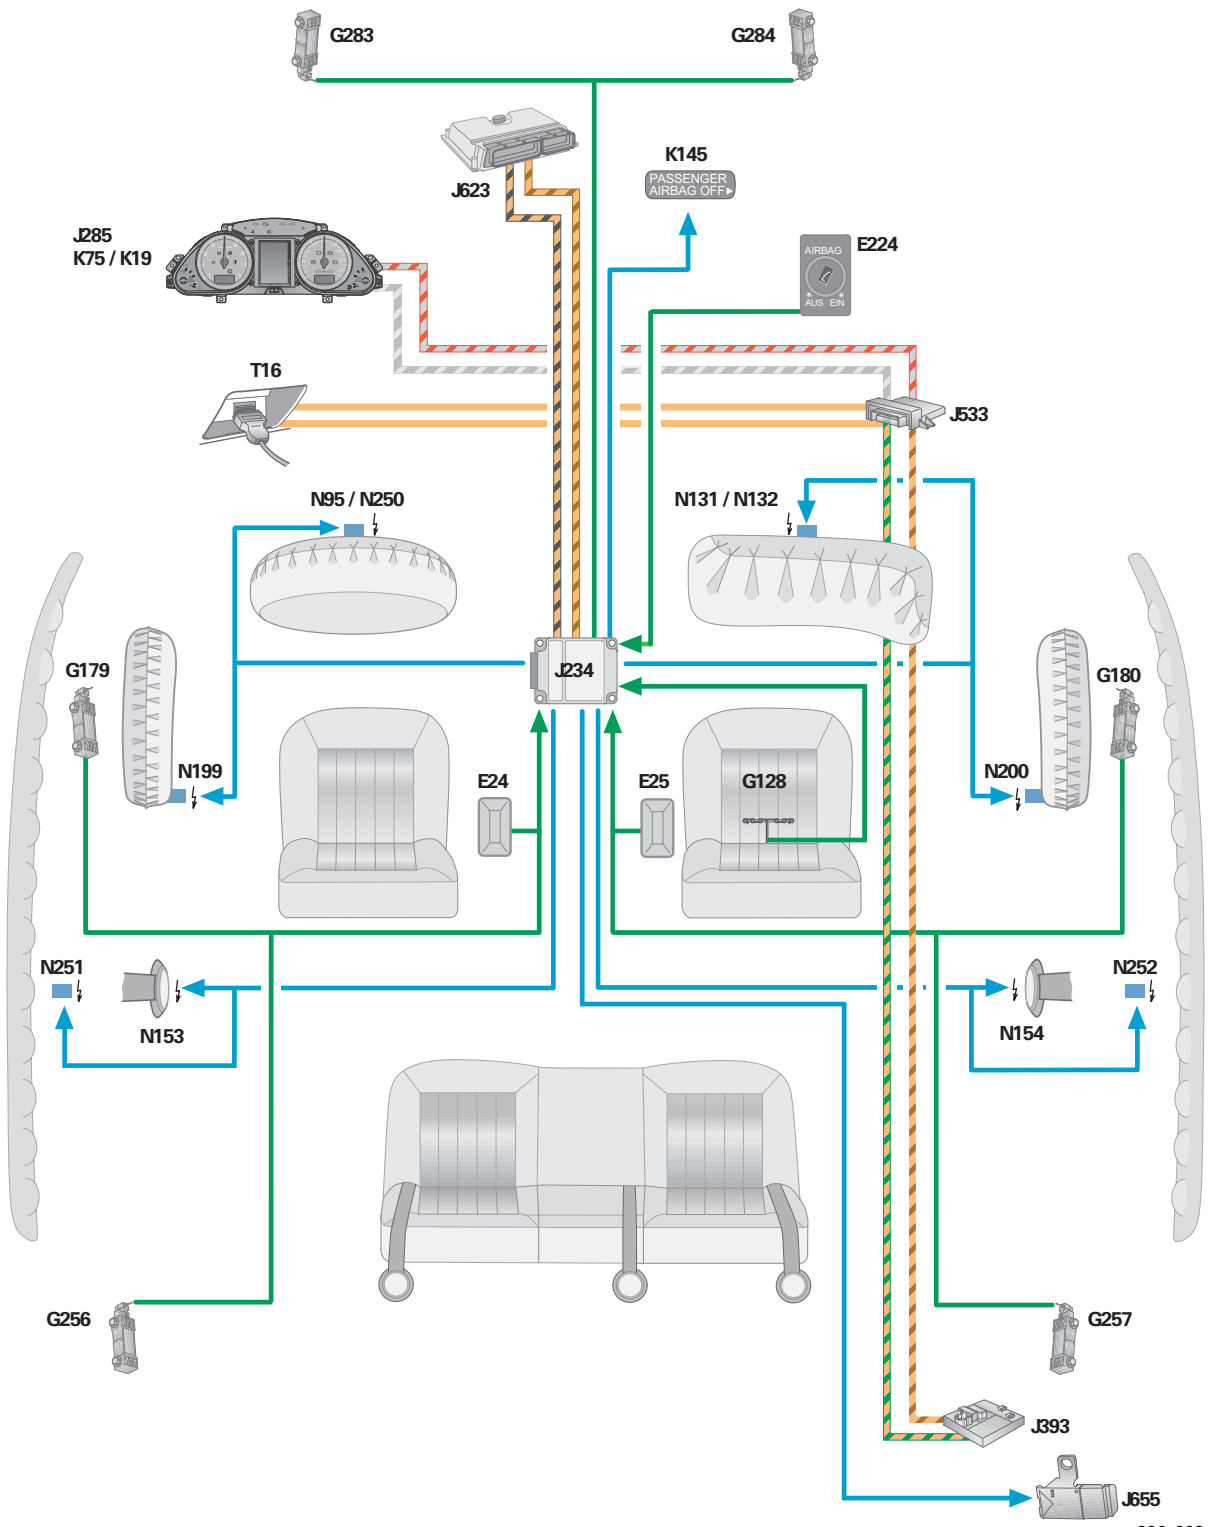 G283
G284
J623
K145
PASSENGER
AIRBAG OFF▶
J285
K75 / K19
E224
AIRBAG
AUS EIN
T16
J533
N95 / N250
N131 / N132
J234
G179
G180
N199
E24
E25
G128
N200
N251
N153
N252
N154
G256
G257
J393
J655